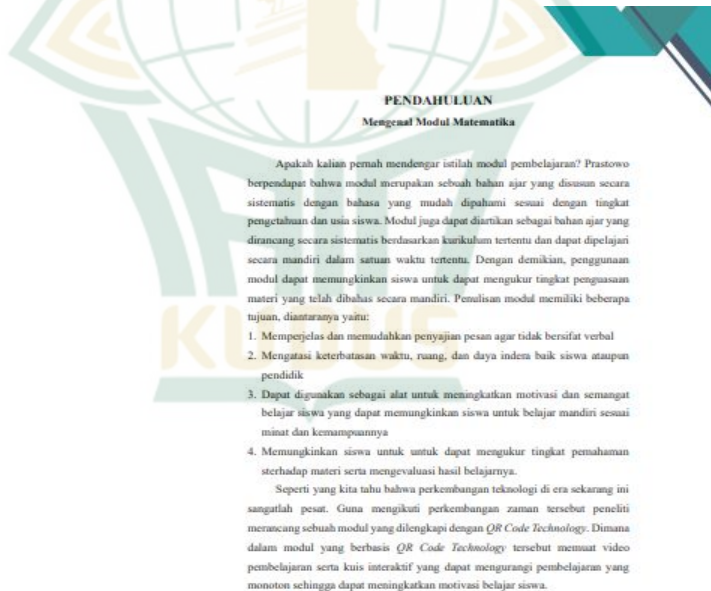 PENDAHULUAN
Mengenal Modul Matematika
Apakah kalian pernah mendengar istilah modul pembelajaran? Prastowo
berpendapat bahwa modul merupakan sebuah bahan ajar yang disusun secara
sistematis dengan bahasa yang mudah dipahami sesuai dengan tingkat
pengetahuan dan usia siswa. Modul juga dapat diartikan sebagai bahan ajar yang
dirancang secara sistematis berdasarkan kurikulum tertentu dan dapat dipelajari
secara mandiri dalam satuan waktu tertentu. Dengan demikian, penggunaan
modul dapat memungkinkan siswa untuk dapat mengukur tingkat penguasaan
materi yang telah dibahas secara mandiri. Penulisan modul memiliki beberapa
tujuan, diantaranya yaitu:
1. Memperjelas dan memudahkan penyajian pesan agar tidak bersifat verbal
2. Mengatasi keterbatasan waktu, ruang, dan daya indera baik siswa ataupun
pendidik
3. Dapat digunakan sebagai alat untuk meningkatkan motivasi dan semangat
belajar siswa yang dapat memungkinkan siswa untuk belajar mandiri sesuai
minat dan kemampuannya
4. Memungkinkan siswa untuk untuk dapat mengukur tingkat pemahaman
sterhadap materi serta mengevaluasi hasil belajarnya.
Seperti yang kita tahu bahwa perkembangan teknologi di era sekarang ini
sangatlah pesat. Guna mengikuti perkembangan zaman tersebut peneliti
merancang sebuah modul yang dilengkapi dengan QR Code Technology. Dimana
dalam modul yang berbasis QR Code Technology tersebut memuat video
pembelajaran serta kuis interaktif yang dapat mengurangi pembelajaran yang
monoton sehingga dapat meningkatkan motivasi belajar siswa.
KUDUS